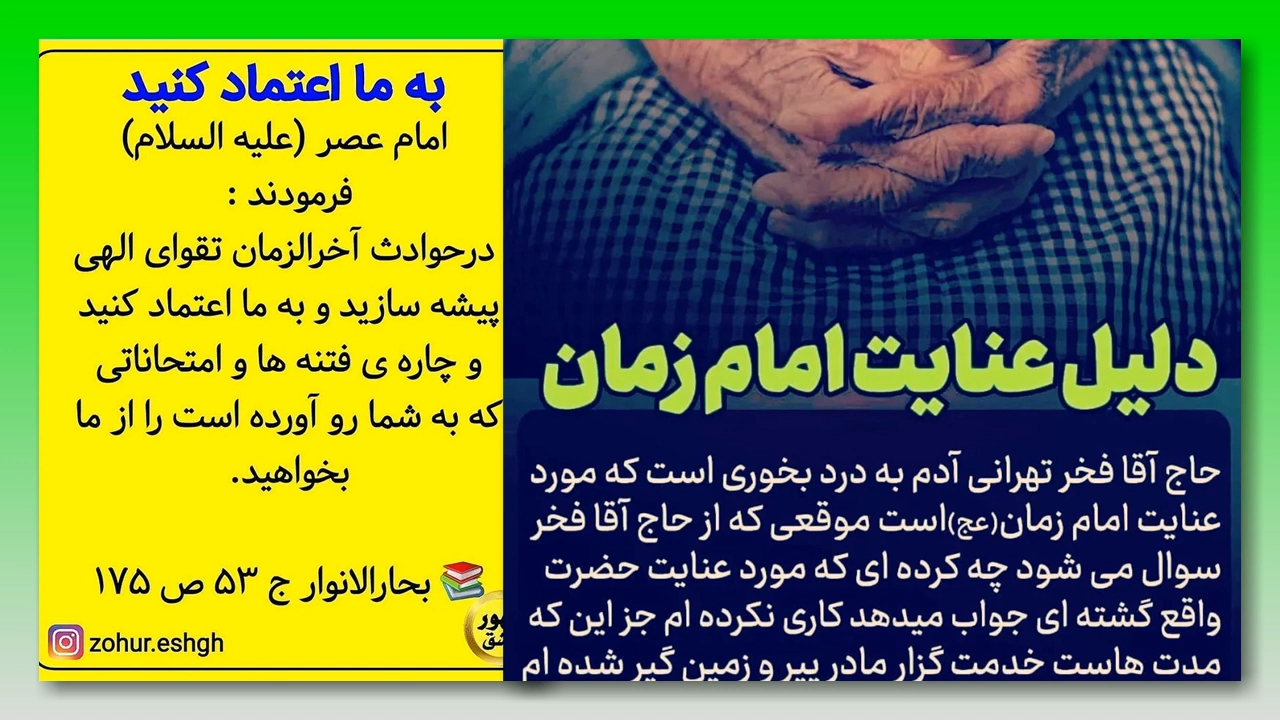 به ما اعتماد کنید
امام عصر (علیه السلام)
فرمودند :
درحوادث آخرالزمان تقوای الهی
پیشه سازید و به ما اعتماد کنید
و چاره ی فتنه ها و امتحاناتی
که به شما رو آورده است را از ما
بخواهید.
بحارالانوار ج ۵۳ ص ۱۷۵
zohur.eshgh
دلیل عنایت امام زمان
حاج آقا فخر تهرانی آدم به درد بخوری است که مورد
عنایت امام زمان(عج)است موقعی که از حاج آقا فخر
سوال می شود چه کرده ای که مورد عنایت حضرت
واقع گشته ای جواب میدهد کاری نکرده ام جز این که
مدت هاست خدمت گزار مادر پیر و زمین گیر شده ام